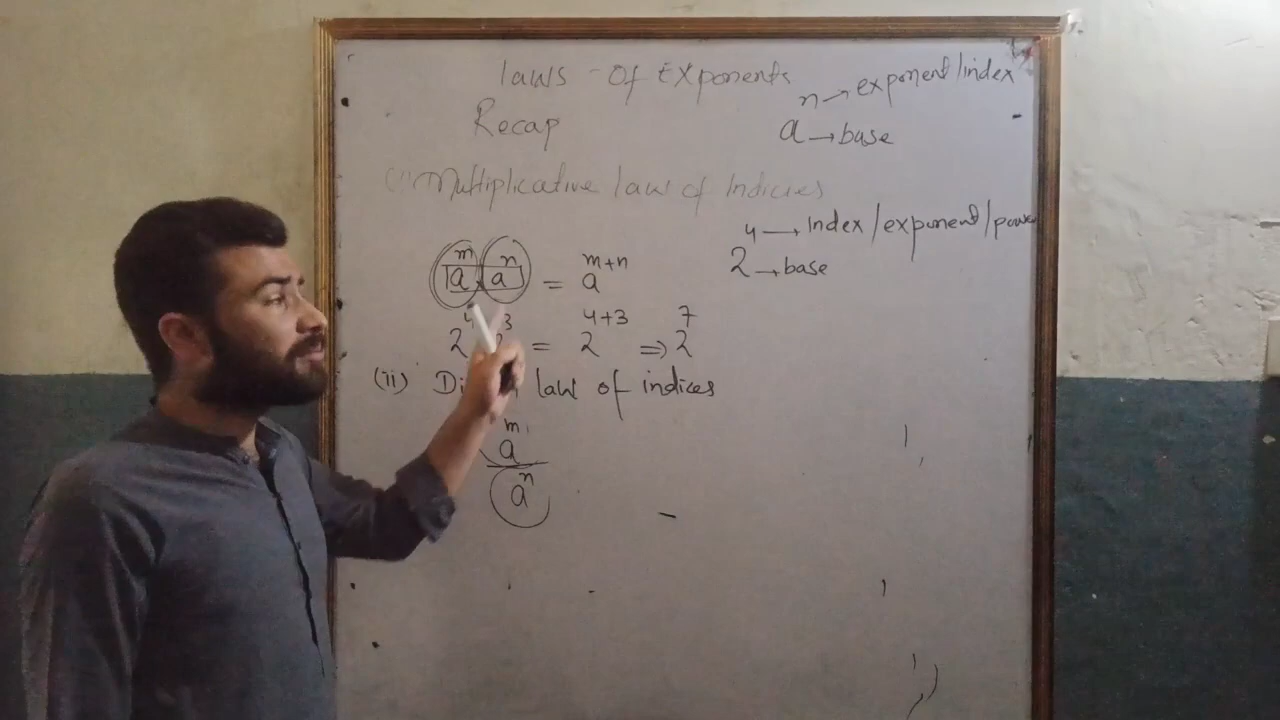 laws - of Exponents
Recap
n → exponent/index
a → base
(i) Multiplicative law of Indicies
4 → Index/exponent/power
2 → base
a^m . a^n = a^(m+n)
2^4 2^3 = 2^(4+3) ⇒ 2^7
(ii) law of indices
a^m
a^n